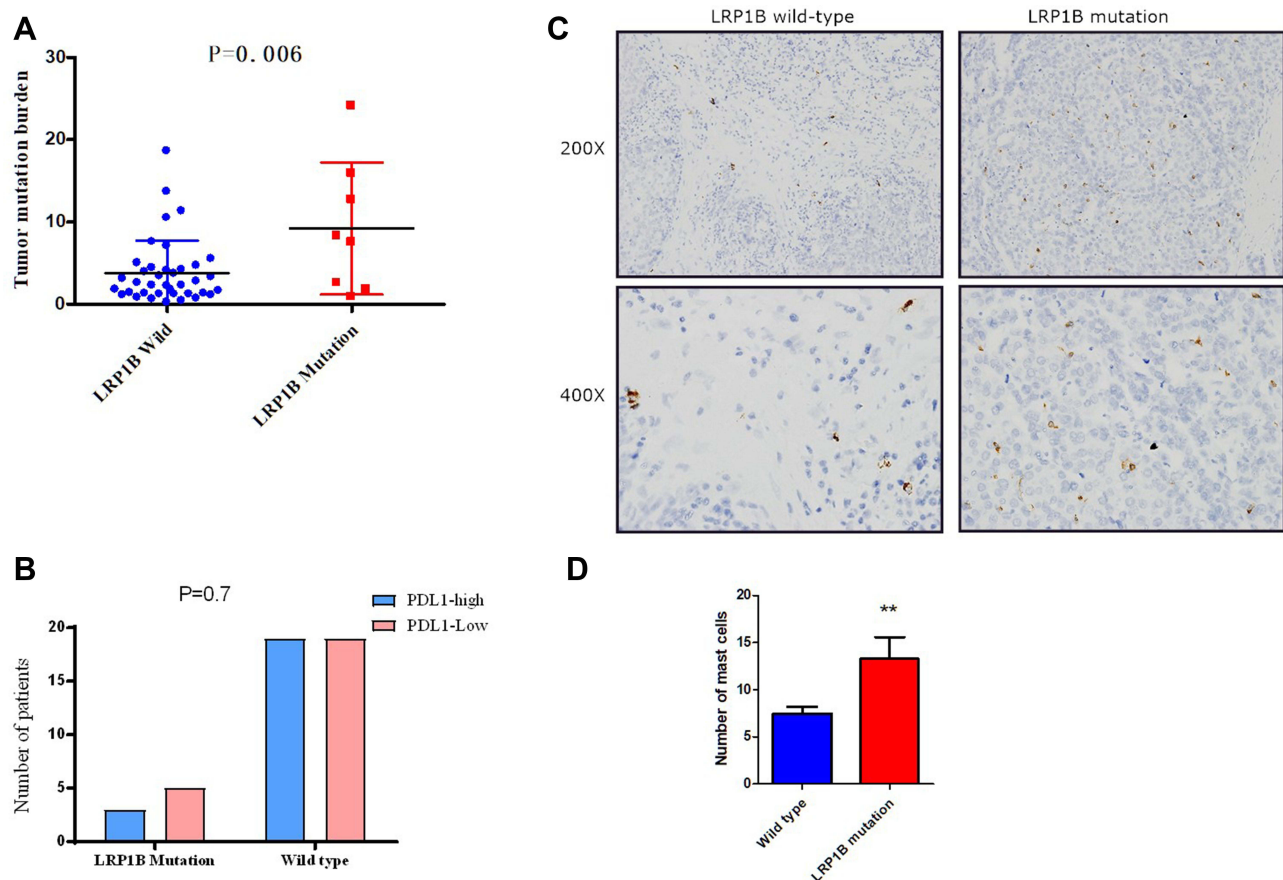 A
P=0. 006
Tumor mutation burden
30
20
10
0
LRP1B Wild
LRP1B Mutation
B
P=0.7
PDL1-high
PDL1-Low
Number of patients
20
15
10
5
0
LRP1B Mutation
Wild type
C
LRP1B wild-type
LRP1B mutation
200X
400X
D
**
Number of mast cells
20
15
10
5
0
Wild type
LRP1B mutation